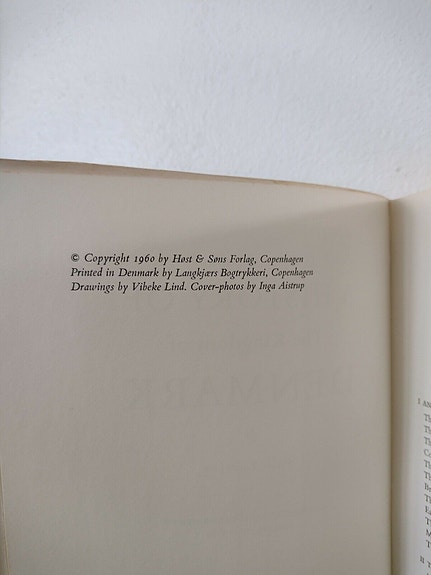 © Copyright 1960 by Høst & Søns Forlag, Copenhagen
Printed in Denmark by Langkjærs Bogtrykkeri, Copenhagen
Drawings by Vibeke Lind. Cover-photos by Inga Aistrup